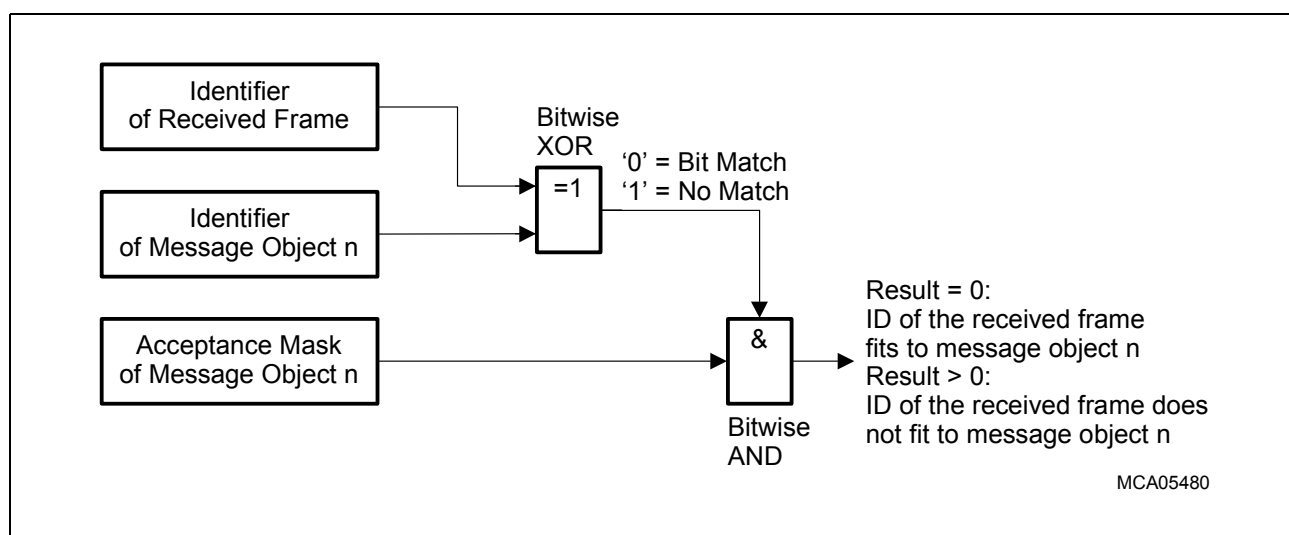 Identifier
of Received Frame
Bitwise
XOR
‘0’ = Bit Match
‘1’ = No Match
=1
Identifier
of Message Object n
Acceptance Mask
of Message Object n
&
Bitwise
AND
Result = 0:
ID of the received frame
fits to message object n
Result > 0:
ID of the received frame does
not fit to message object n
MCA05480